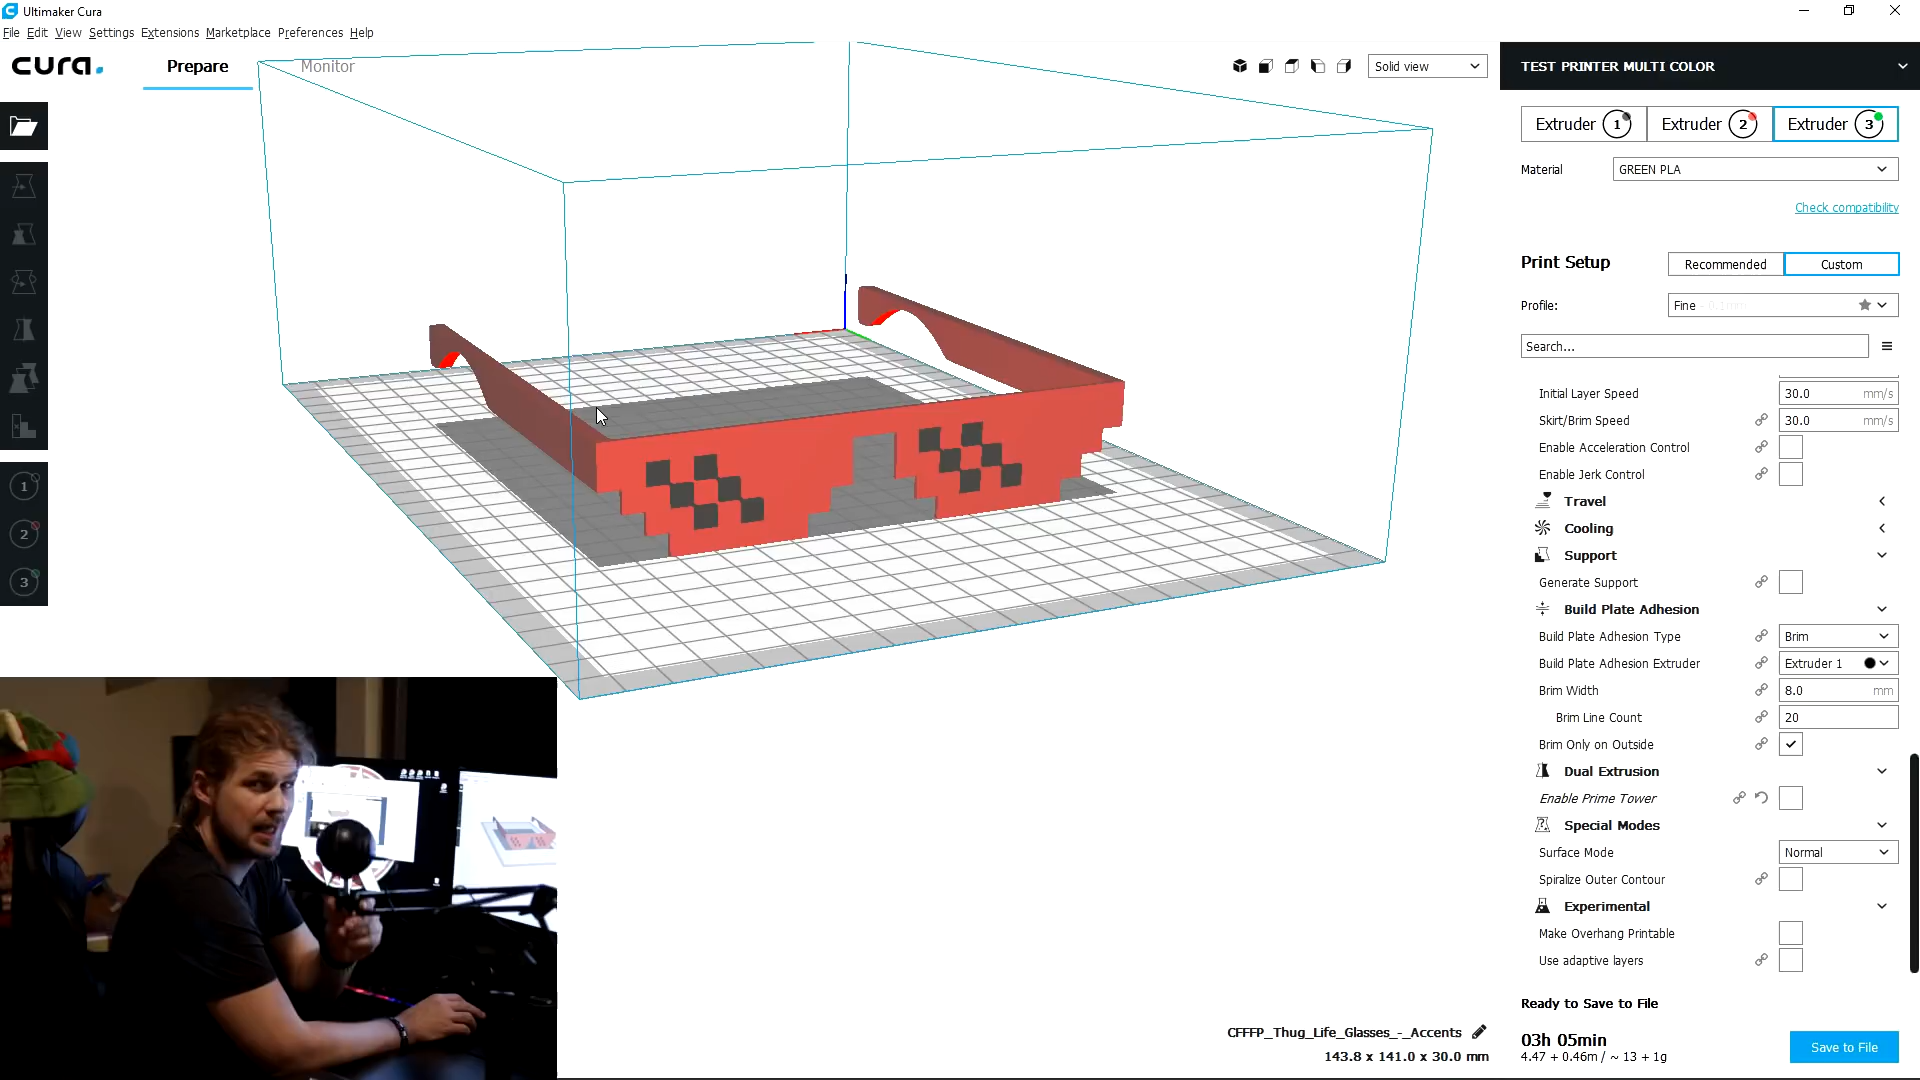 Ultimaker Cura
File Edit View Settings Extensions Marketplace Preferences Help
cura. Prepare Monitor
Solid view
TEST PRINTER MULTI COLOR
Extruder 1 Extruder 2 Extruder 3
Material GREEN PLA
Check compatibility
Print Setup Recommended Custom
Profile: Fine - 0.1mm
Search...
Initial Layer Speed 30.0 mm/s
Skirt/Brim Speed 30.0 mm/s
Enable Acceleration Control
Enable Jerk Control
Travel
Cooling
Support
Generate Support
Build Plate Adhesion
Build Plate Adhesion Type Brim
Build Plate Adhesion Extruder Extruder 1
Brim Width 8.0 mm
Brim Line Count 20
Brim Only on Outside
Dual Extrusion
Enable Prime Tower
Special Modes
Surface Mode Normal
Spiralize Outer Contour
Experimental
Make Overhang Printable
Use adaptive layers
1
2
3
CFFFP_Thug_Life_Glasses_-_Accents
143.8 x 141.0 x 30.0 mm
Ready to Save to File
03h 05min
4.47 + 0.46m / ~ 13 + 1g
Save to File